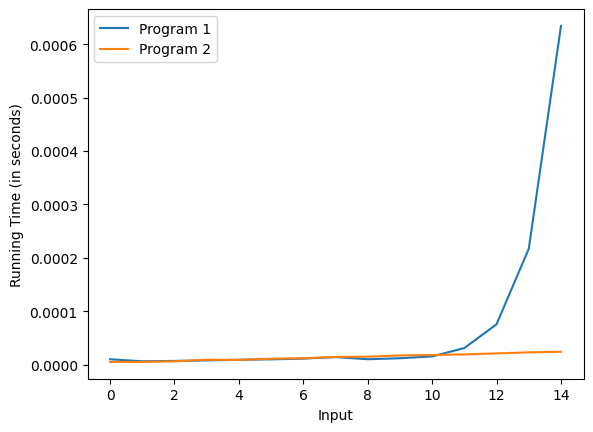 Program 1
Program 2
0.0006
0.0005
0.0004
0.0003
0.0002
0.0001
0.0000
Running Time (in seconds)
0 2 4 6 8 10 12 14
Input